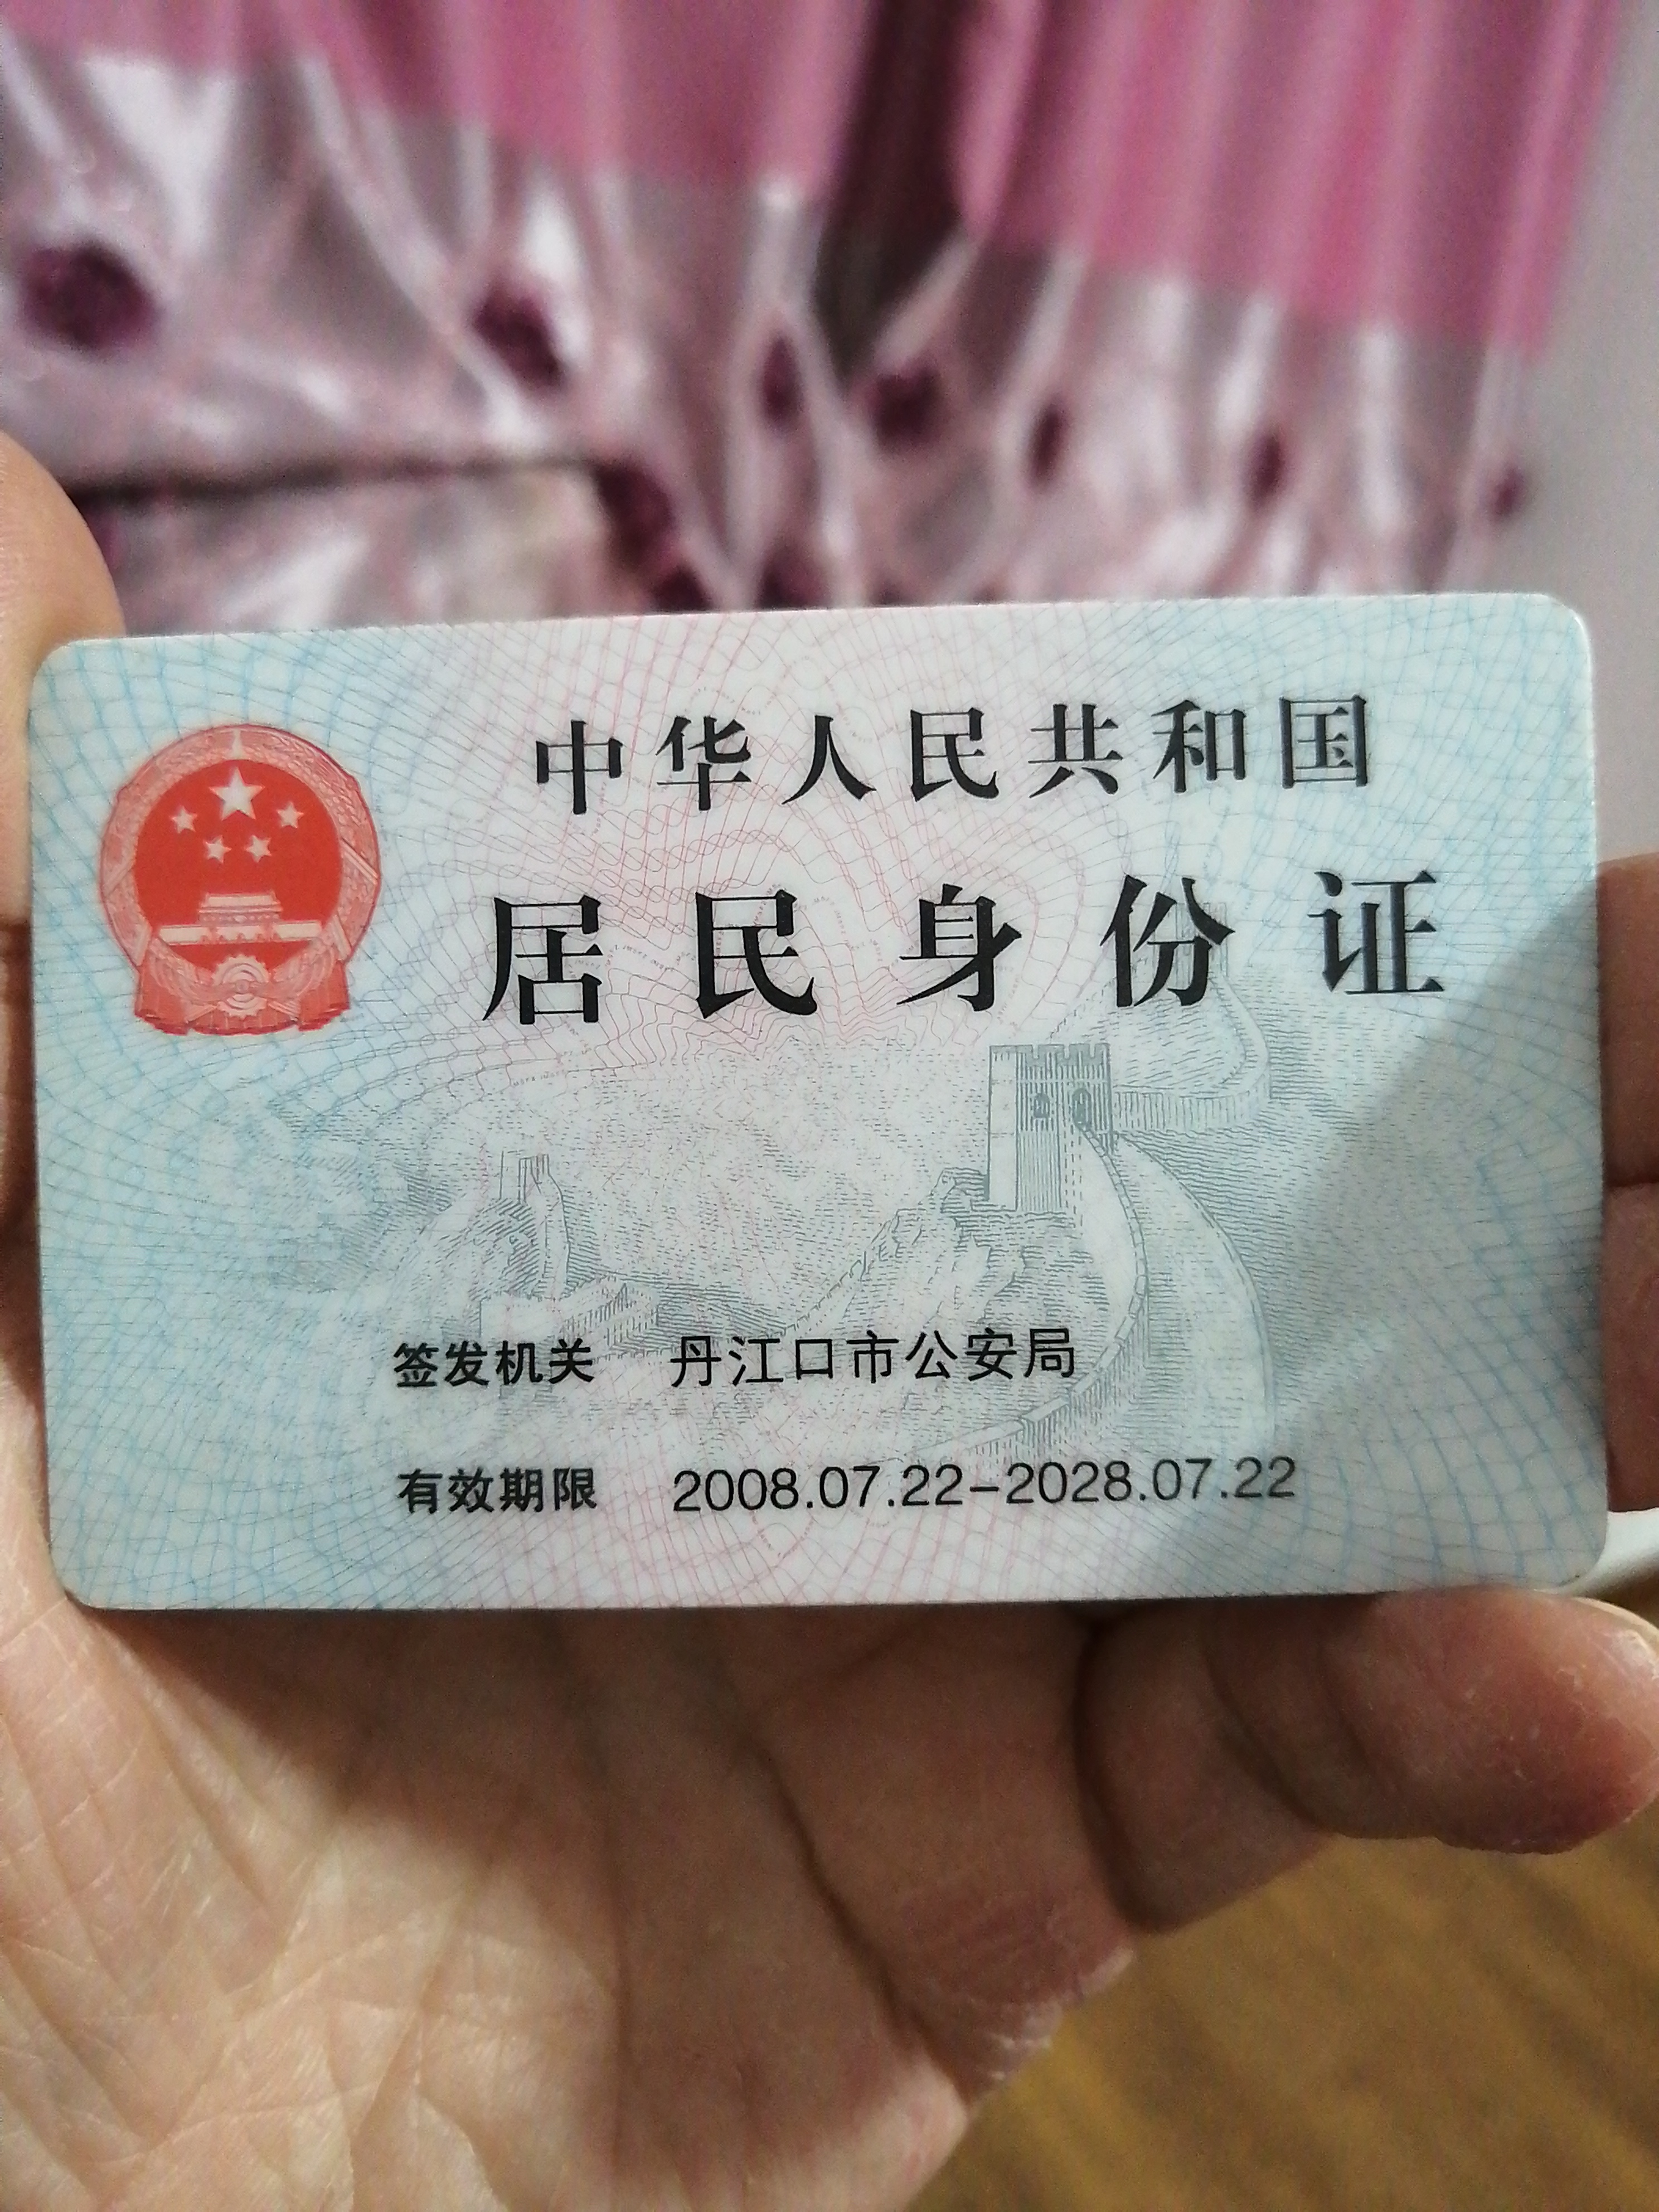 中华人民共和国
居民身份证
签发机关 丹江口市公安局
有效期限 2008.07.22-2028.07.22